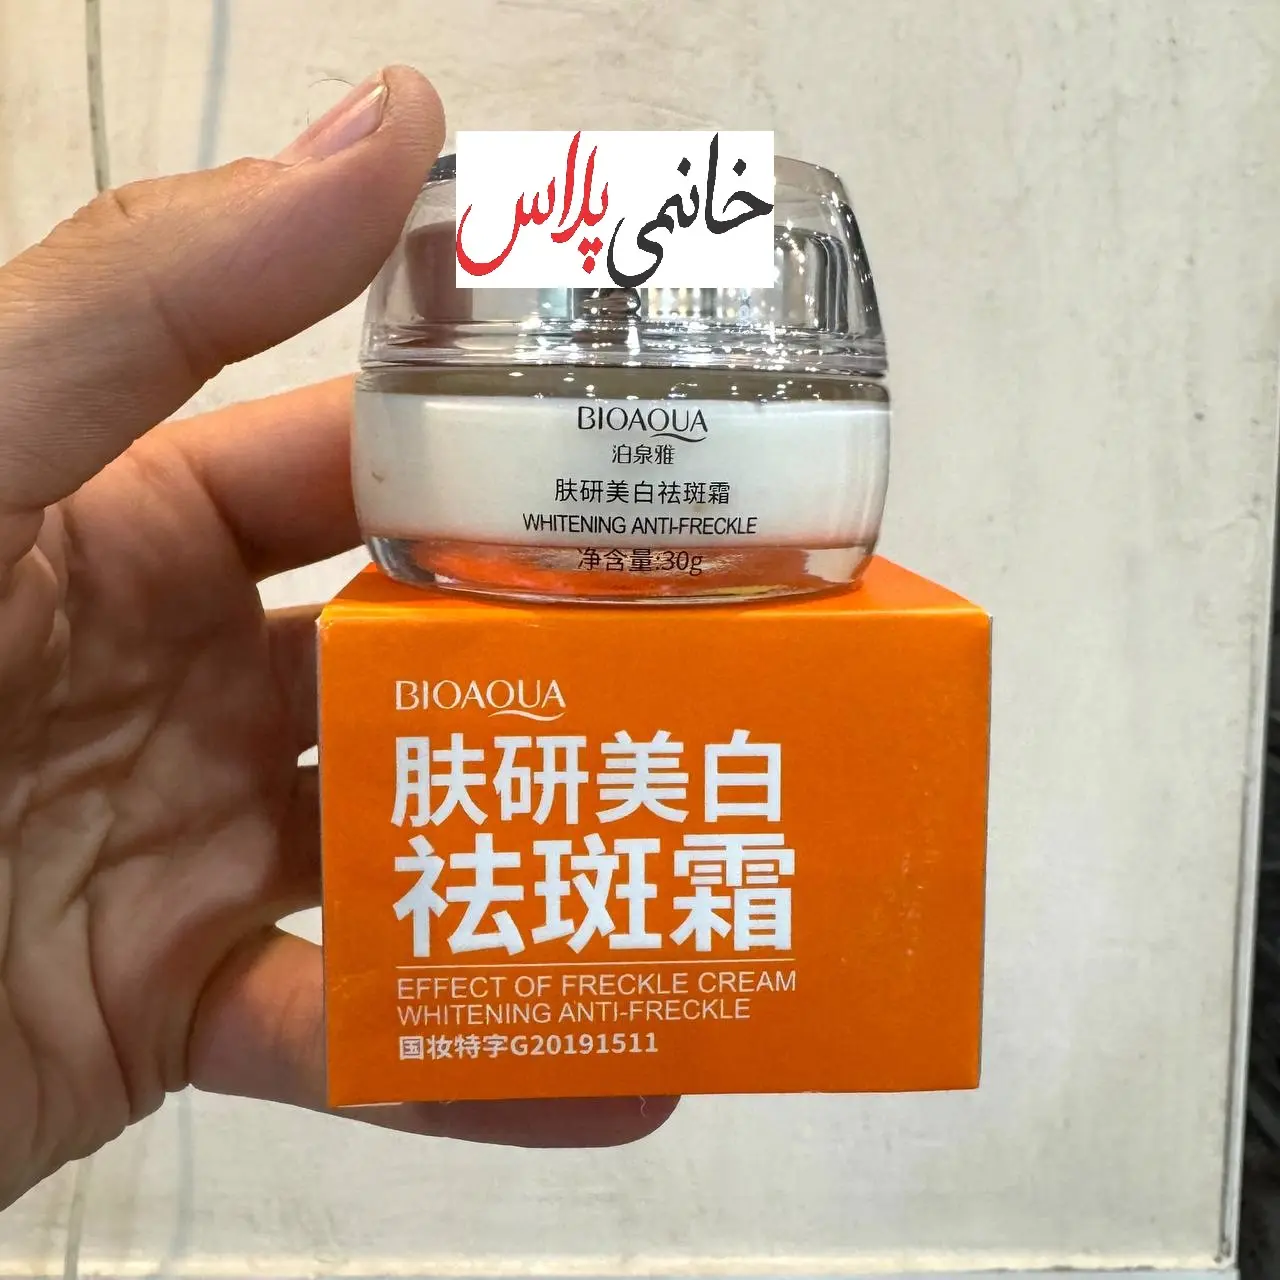 خانمی پلاس
BIOAQUA
泊泉雅
肤研美白祛斑霜
WHITENING ANTI-FRECKLE
净含量:30g
BIOAQUA
肤研美白
祛斑霜
EFFECT OF FRECKLE CREAM
WHITENING ANTI-FRECKLE
国妆特字G20191511